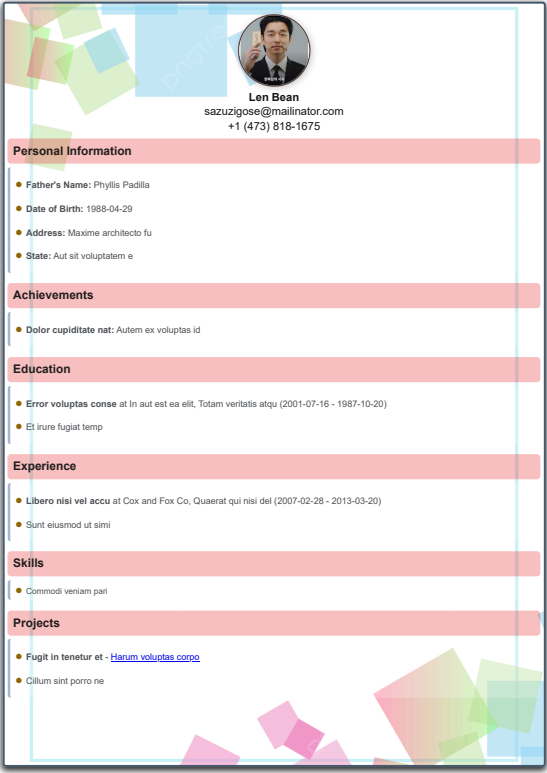 Len Bean
sazuzigose@mailinator.com
+1 (473) 818-1675
Personal Information
Father's Name: Phyllis Padilla
Date of Birth: 1988-04-29
Address: Maxime architecto fu
State: Aut sit voluptatem e
Achievements
Dolor cupiditate nat: Autem ex voluptas id
Education
Error voluptas conse at In aut est ea elit, Totam veritatis atqu (2001-07-16 - 1987-10-20)
Et irure fugiat temp
Experience
Libero nisi vel accu at Cox and Fox Co, Quaerat qui nisi del (2007-02-28 - 2013-03-20)
Sunt eiusmod ut simi
Skills
Commodi veniam pari
Projects
Fugit in tenetur et - Harum voluptas corpo
Cillum sint porro ne